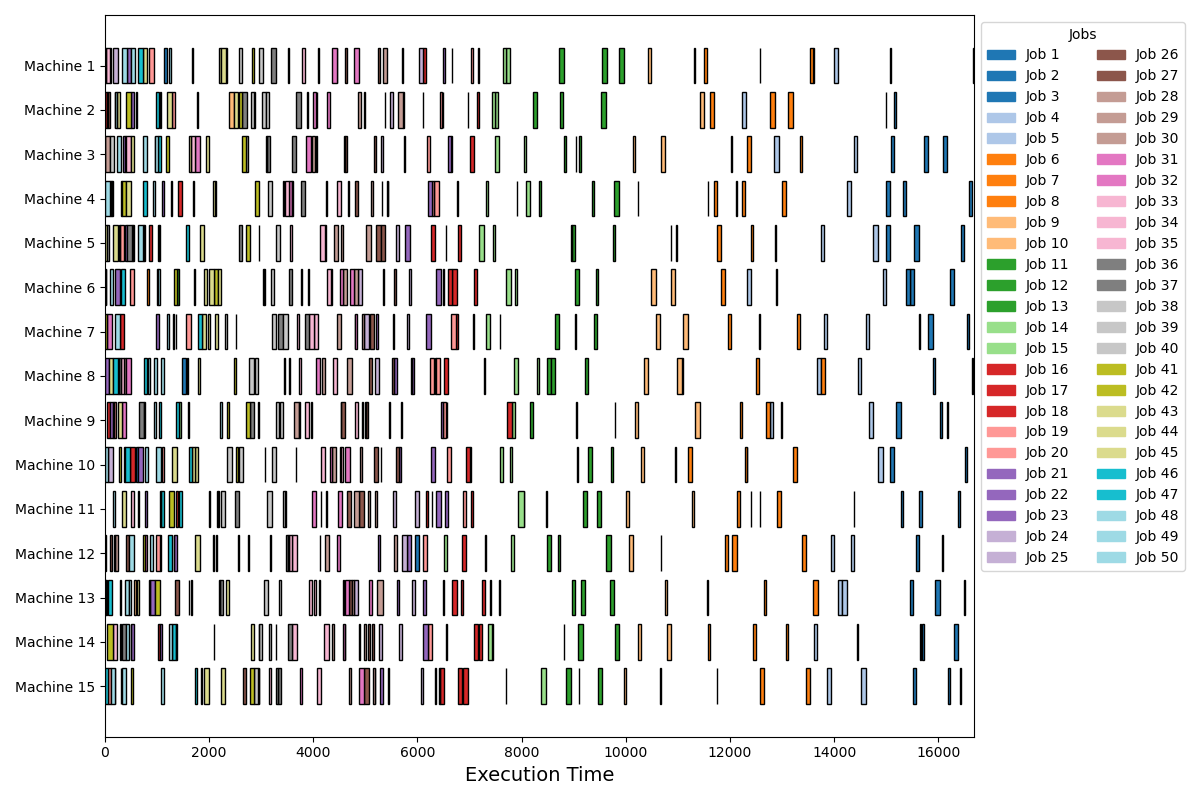 Machine 1
Machine 2
Machine 3
Machine 4
Machine 5
Machine 6
Machine 7
Machine 8
Machine 9
Machine 10
Machine 11
Machine 12
Machine 13
Machine 14
Machine 15
0 2000 4000 6000 8000 10000 12000 14000 16000
Execution Time
Jobs
Job 1 Job 26
Job 2 Job 27
Job 3 Job 28
Job 4 Job 29
Job 5 Job 30
Job 6 Job 31
Job 7 Job 32
Job 8 Job 33
Job 9 Job 34
Job 10 Job 35
Job 11 Job 36
Job 12 Job 37
Job 13 Job 38
Job 14 Job 39
Job 15 Job 40
Job 16 Job 41
Job 17 Job 42
Job 18 Job 43
Job 19 Job 44
Job 20 Job 45
Job 21 Job 46
Job 22 Job 47
Job 23 Job 48
Job 24 Job 49
Job 25 Job 50